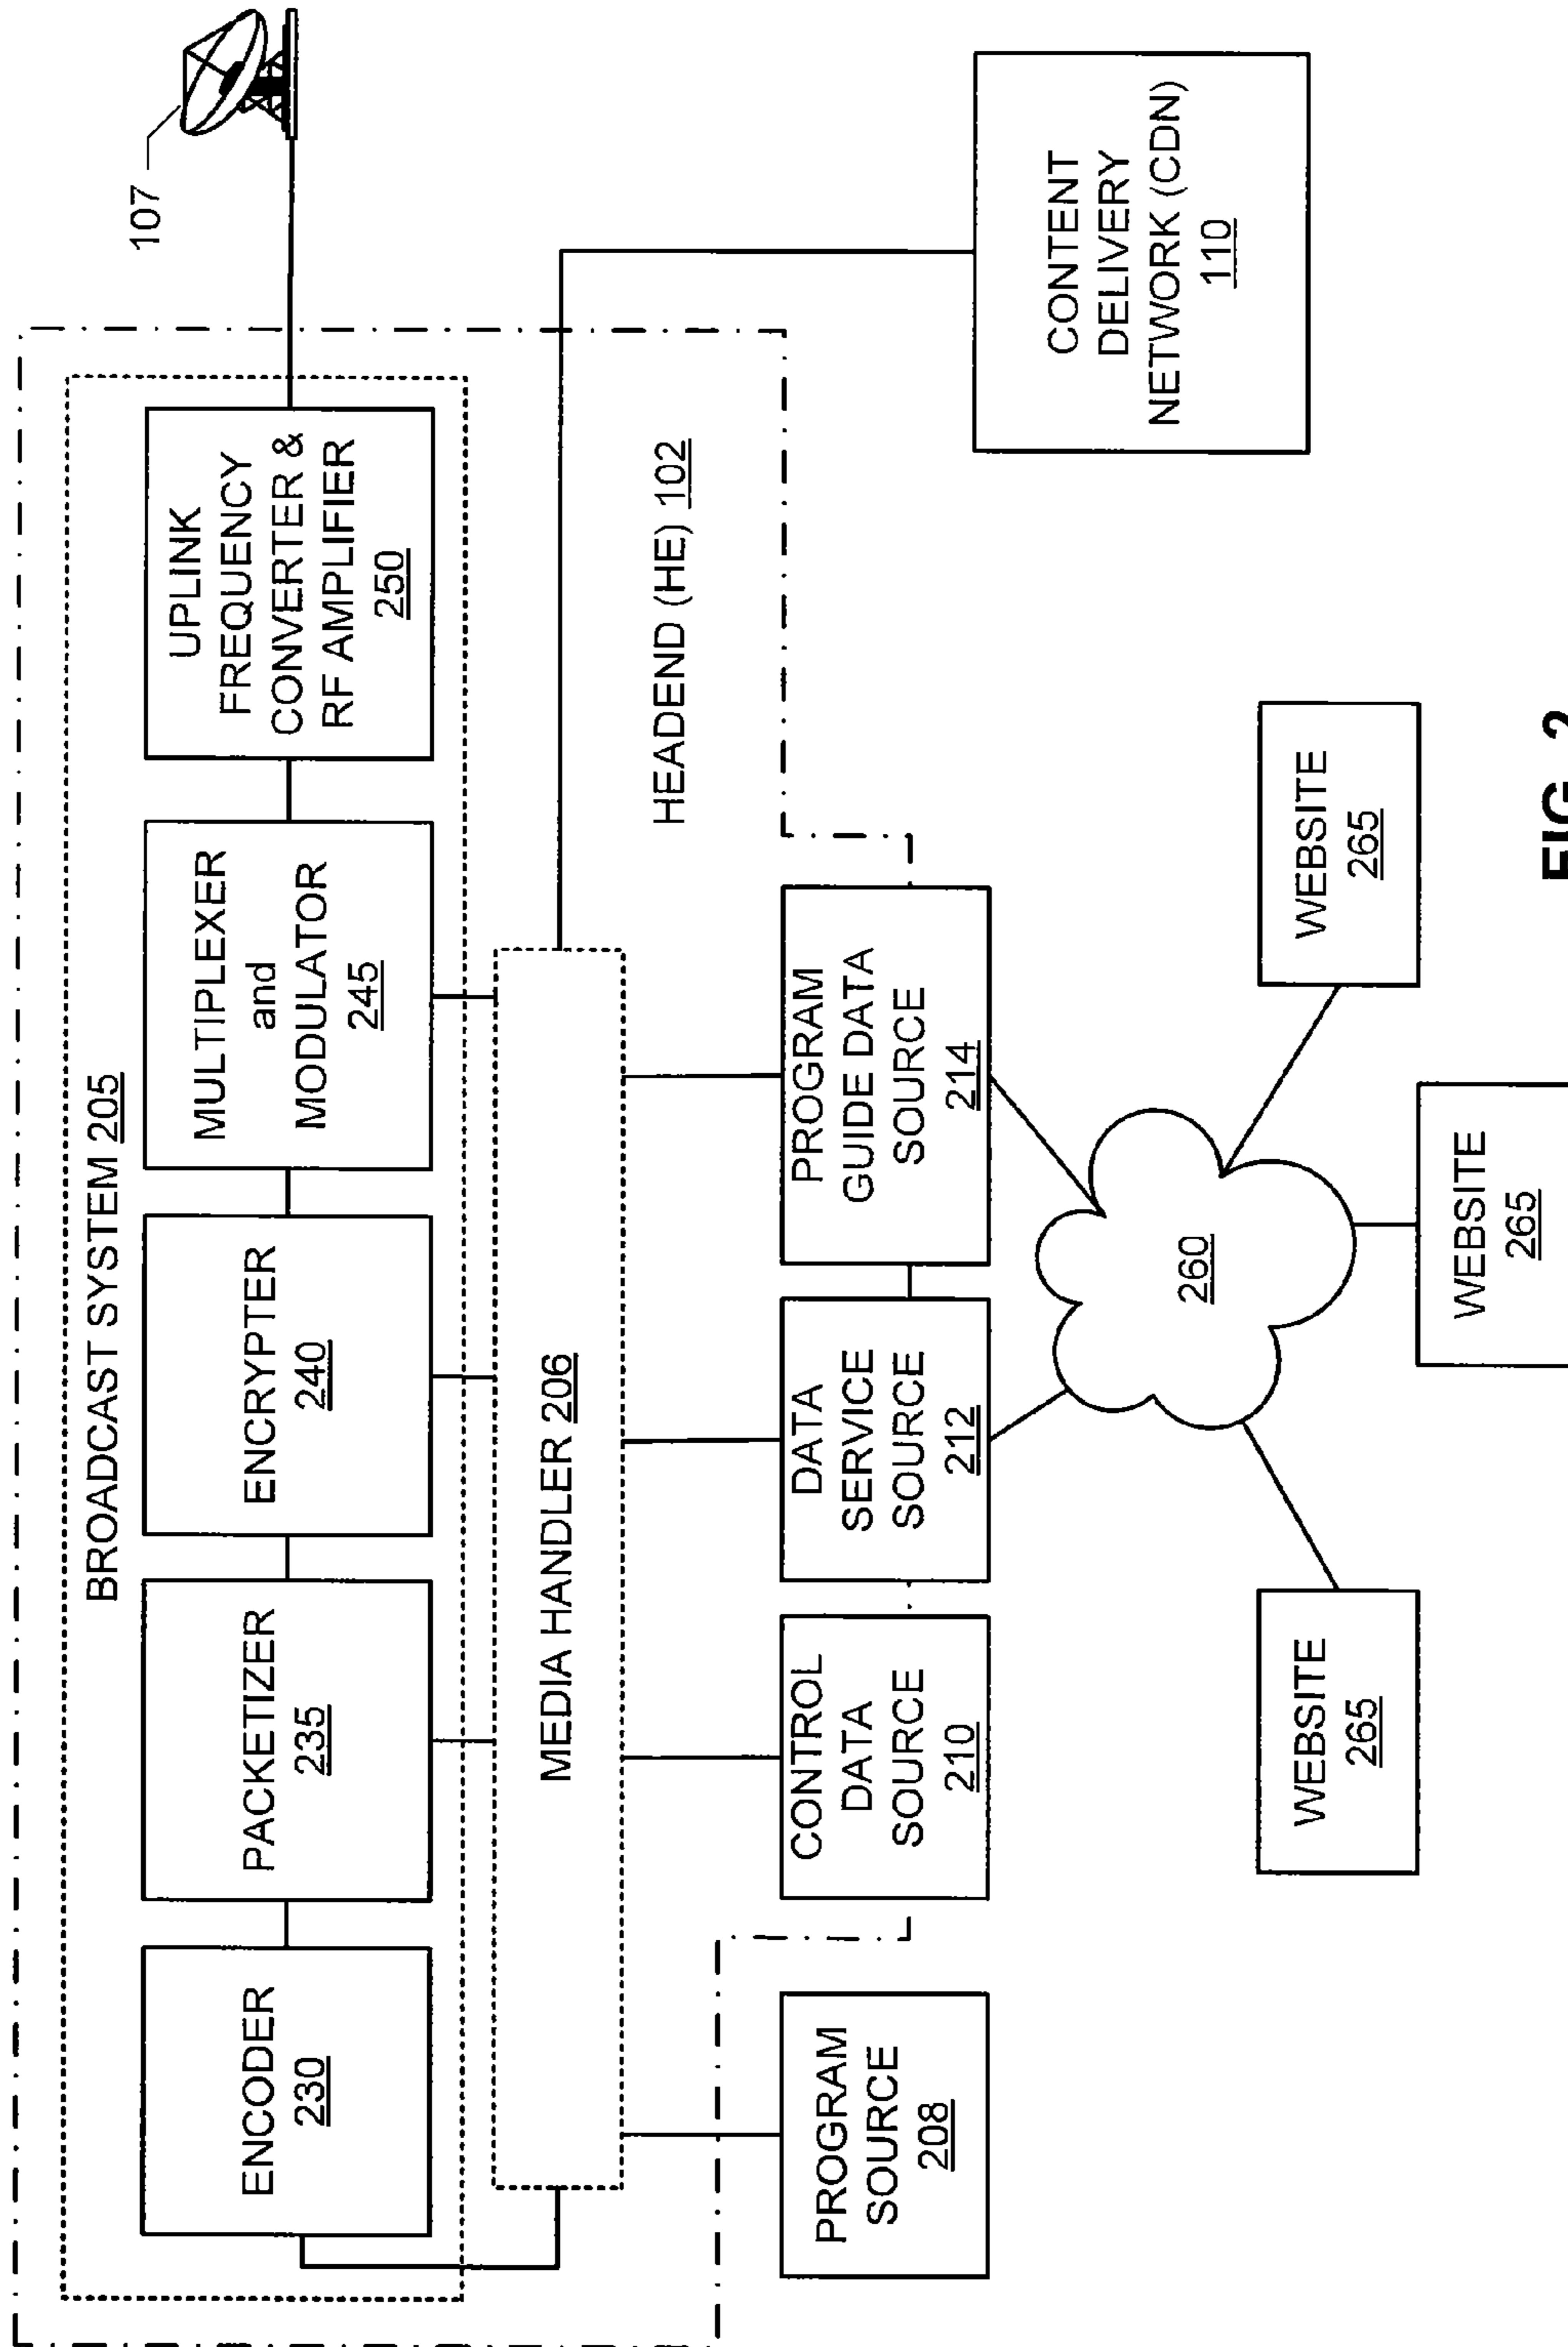 107
BROADCAST SYSTEM 205
ENCODER
230
PACKETIZER
235
ENCRYPTER
240
MULTIPLEXER
and
MODULATOR
245
UPLINK
FREQUENCY
CONVERTER &
RF AMPLIFIER
250
MEDIA HANDLER 206
HEADEND (HE) 102
PROGRAM
SOURCE
208
CONTROL
DATA
SOURCE
210
DATA
SERVICE
SOURCE
212
PROGRAM
GUIDE DATA
SOURCE
214
CONTENT
DELIVERY
NETWORK (CDN)
110
260
WEBSITE
265
WEBSITE
265
WEBSITE
265
FIG. 2